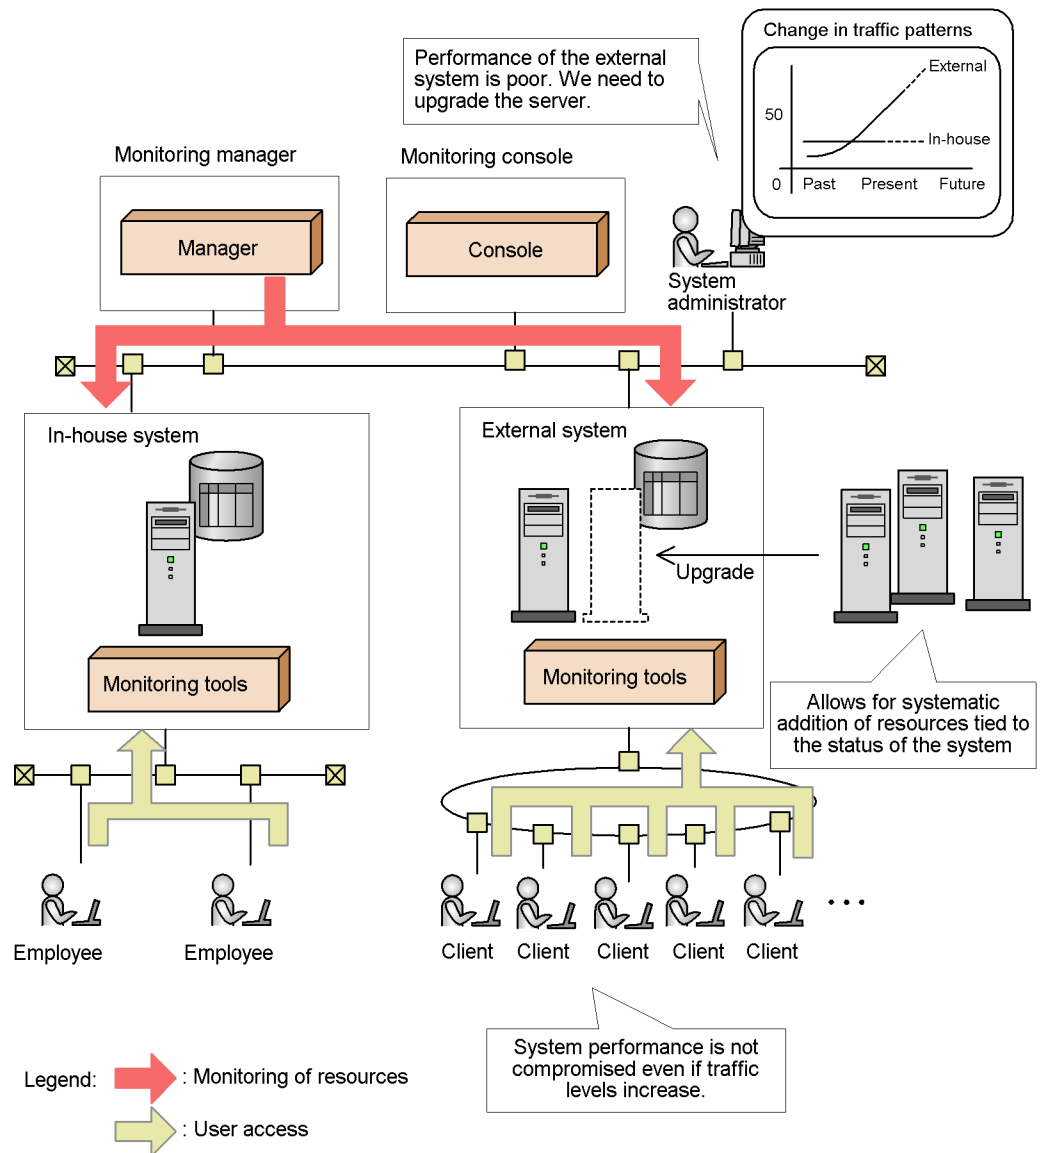 Change in traffic patterns
External
50
In-house
0
Past
Present
Future
Performance of the external
system is poor. We need to
upgrade the server.
Monitoring manager
Monitoring console
Manager
Console
System
administrator
In-house system
External system
Upgrade
Monitoring tools
Monitoring tools
Allows for systematic
addition of resources tied to
the status of the system
Employee
Employee
Client
Client
Client
Client
Client
...
System performance is not
compromised even if traffic
levels increase.
Legend:
: Monitoring of resources
: User access